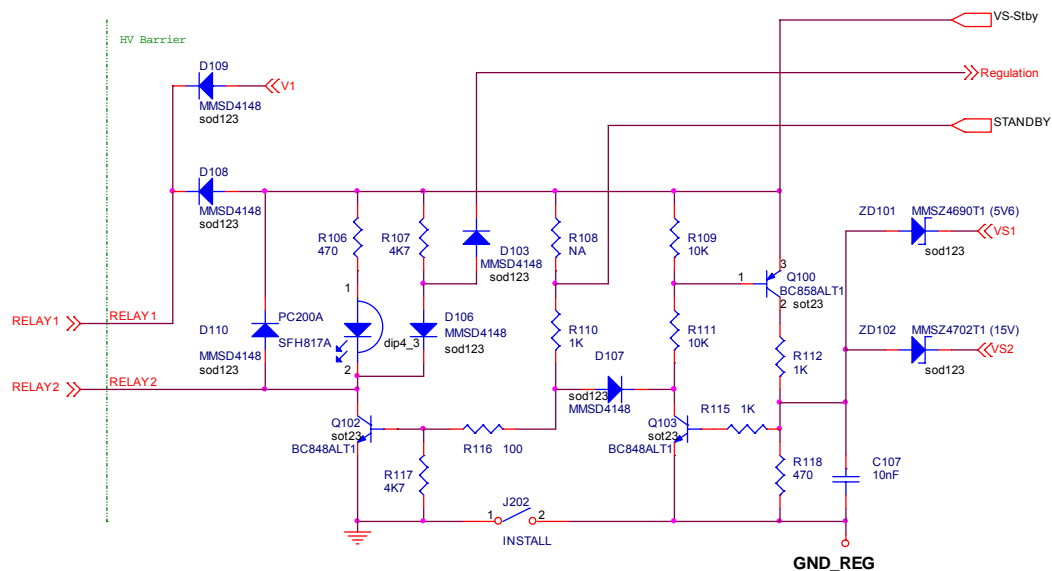 VS-Stby
HV Barrier
D109
V1
MMSD4148
sod123
Regulation
STANDBY
D108
MMSD4148
sod123
R106
470
R107
4K7
D103
MMSD4148
sod123
R108
NA
R109
10K
ZD101
MMSZ4690T1 (5V6)
VS1
sod123
1
3
Q100
BC858ALT1
sot23
2
RELAY1
RELAY1
D110
MMSD4148
sod123
1
PC200A
SFH817A
dip4_3
2
D106
MMSD4148
sod123
R110
1K
R111
10K
ZD102
MMSZ4702T1 (15V)
VS2
sod123
R112
1K
RELAY2
RELAY2
D107
sod123
MMSD4148
Q102
sot23
BC848ALT1
R116
100
Q103
sot23
BC848ALT1
R115
1K
R117
4K7
R118
470
C107
10nF
J202
1
2
INSTALL
GND_REG